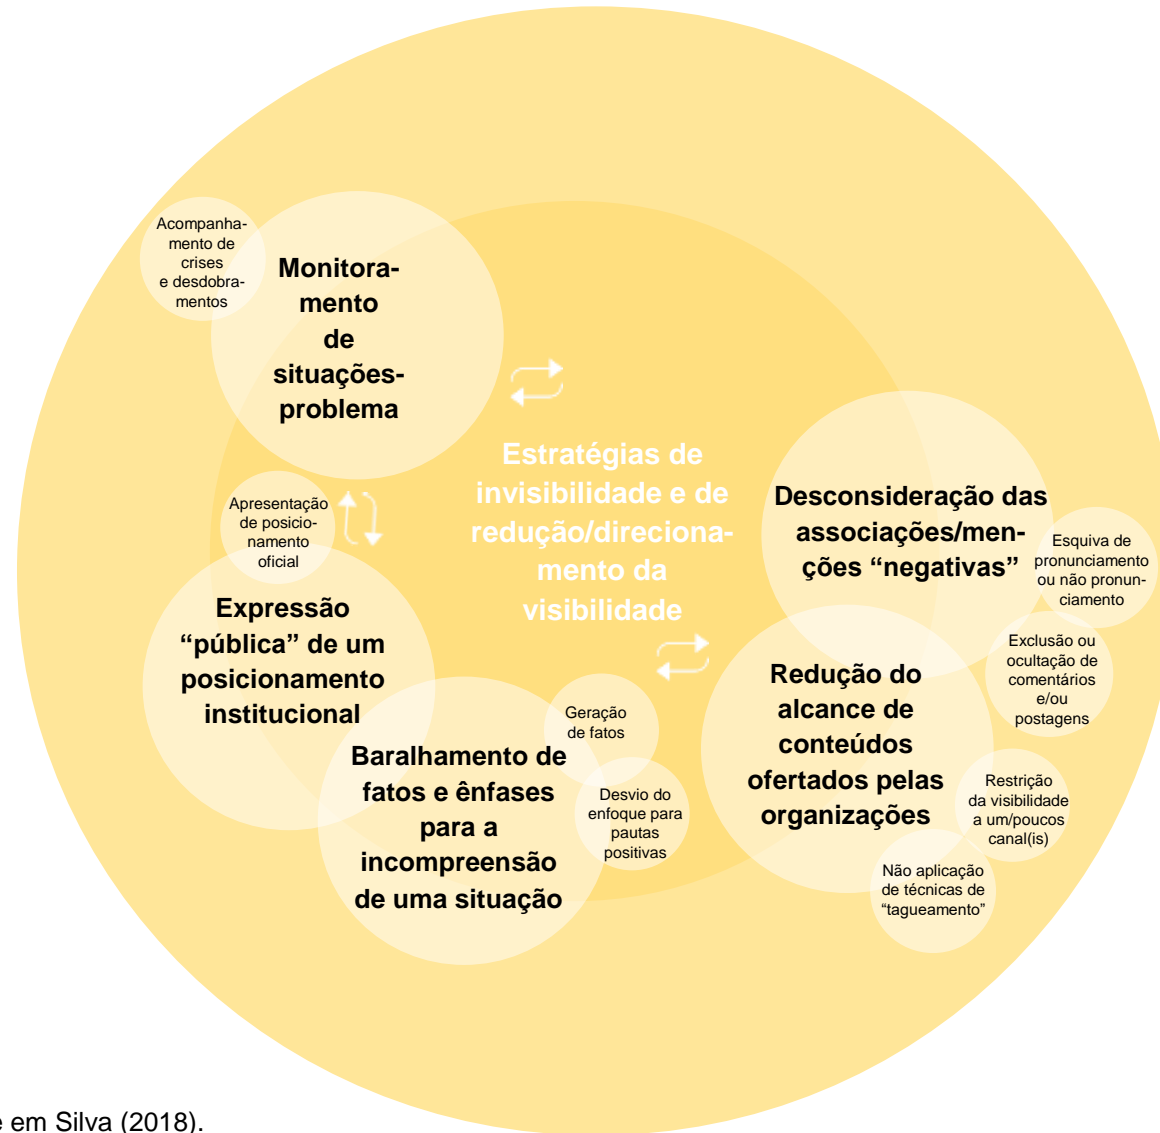 Acompanha-
mento de
crises
e desdobra-
mentos
Monitora-
mento
de
situações-
problema
Estratégias de
invisibilidade e de
redução/direciona-
mento da
visibilidade
Apresentação
de posicio-
namento
oficial
Expressão
“pública” de um
posicionamento
institucional
Baralhamento de
fatos e ênfases
para a
incompreensão
de uma situação
Geração
de fatos
Desvio do
enfoque para
pautas
positivas
Desconsideração das
associações/men-
ções “negativas”
Esquiva de
pronunciamento
ou não pronun-
ciamento
Redução do
alcance de
conteúdos
ofertados pelas
organizações
Exclusão ou
ocultação de
comentários
e/ou
postagens
Restrição
da visibilidade
a um/poucos
canal(is)
Não aplicação
de técnicas de
“tagueamento”
e em Silva (2018).